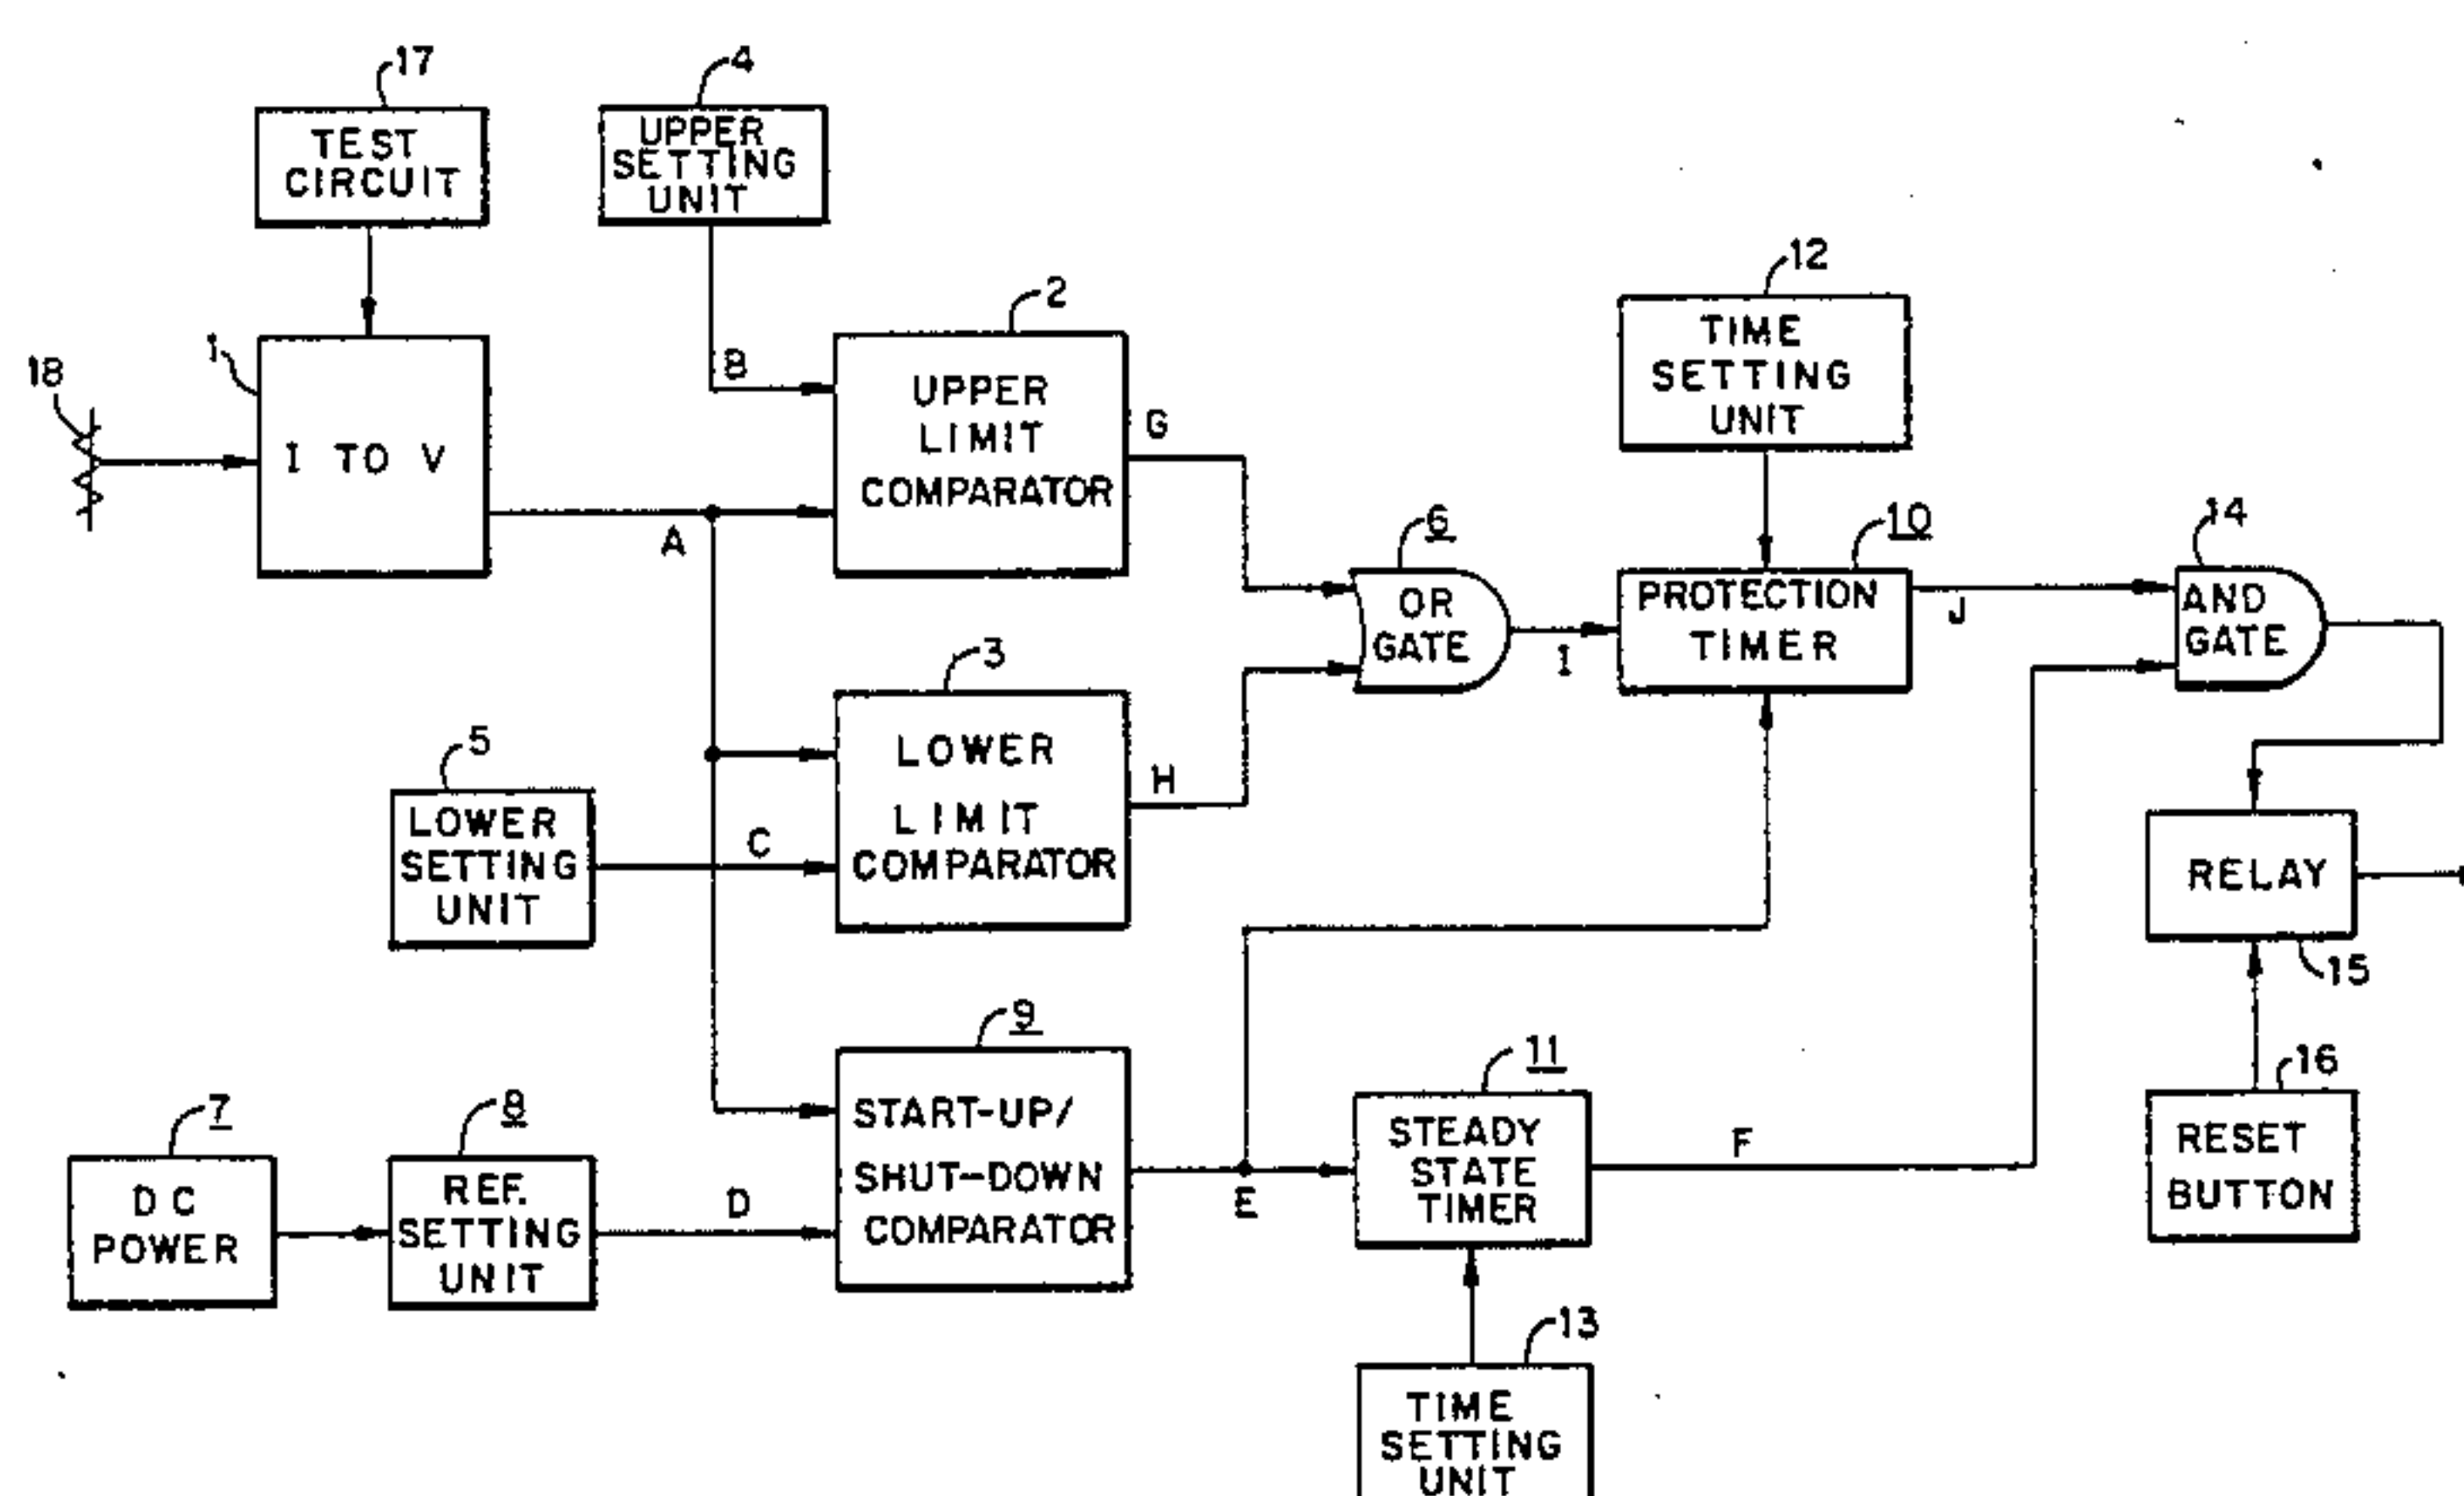 17
4
TEST
CIRCUIT
UPPER
SETTING
UNIT
12
2
1
18
B
TIME
SETTING
UNIT
UPPER
LIMIT
COMPARATOR
G
I TO V
A
6
10
14
OR
GATE
PROTECTION
TIMER
J
AND
GATE
I
3
5
LOWER
LIMIT
COMPARATOR
H
LOWER
SETTING
UNIT
C
RELAY
15
9
11
16
7
8
START-UP/
SHUT-DOWN
COMPARATOR
STEADY
STATE
TIMER
F
RESET
BUTTON
DC
POWER
REF.
SETTING
UNIT
D
E
13
TIME
SETTING
UNIT